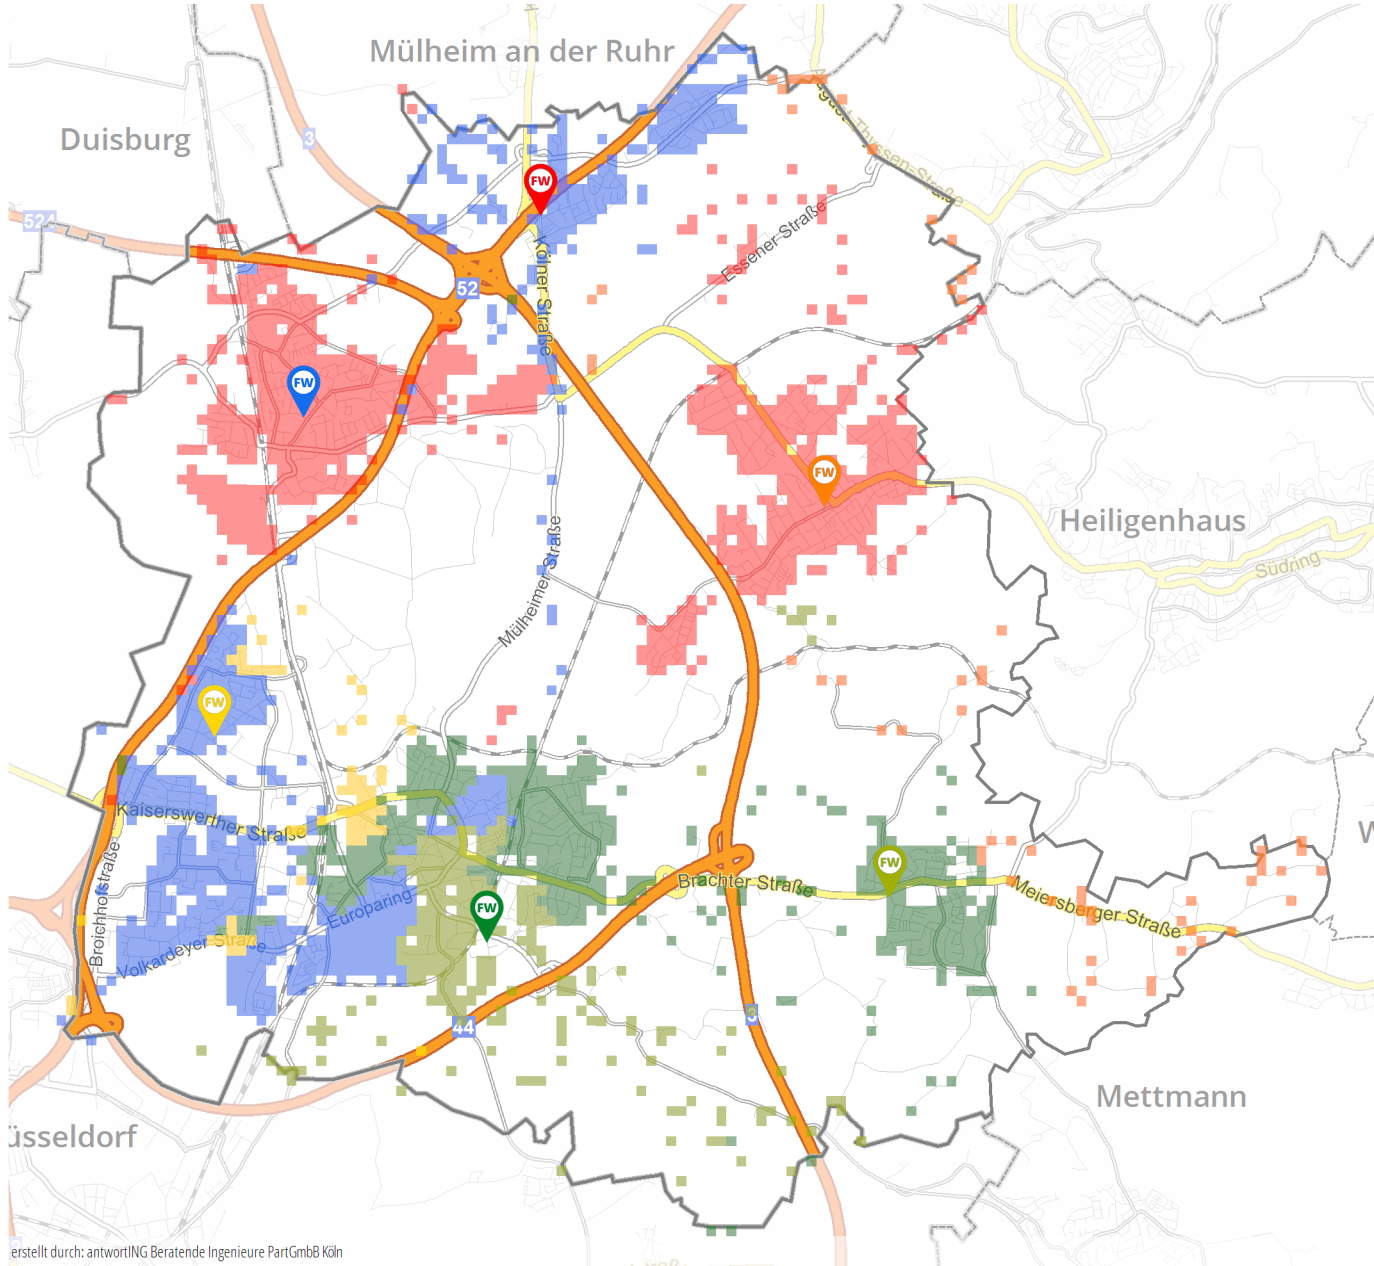 Mülheim an der Ruhr
Duisburg
3
524
August-Thyssen-Straße
FW
Essener Straße
Kölner Straße
52
FW
FW
Heiligenhaus
Südring
Mülheimer Straße
FW
Kaiserswerther Straße
W
Broichhofstraße
FW
Brachter Straße
Meiersberger Straße
Europaring
FW
Volkardeyer Straße
44
3
Mettmann
üsseldorf
erstellt durch: antwortING Beratende Ingenieure PartGmbB Köln